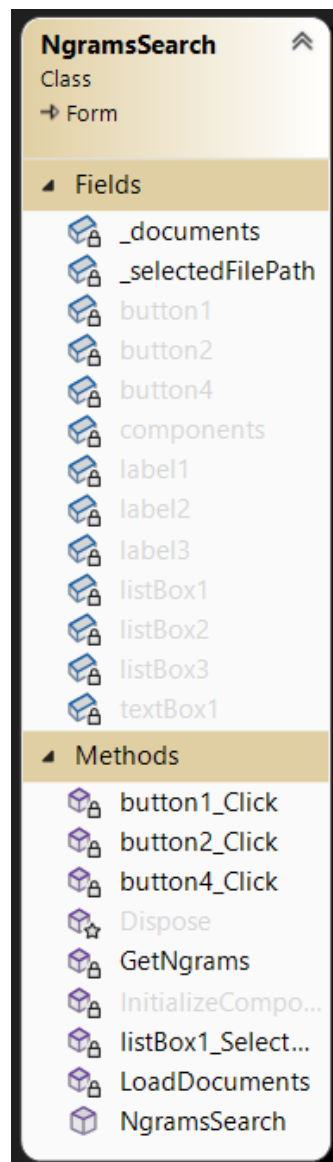 NgramsSearch
Class
Form
Fields
_documents
_selectedFilePath
button1
button2
button4
components
label1
label2
label3
listBox1
listBox2
listBox3
textBox1
Methods
button1_Click
button2_Click
button4_Click
Dispose
GetNgrams
InitializeCompo...
listBox1_Select...
LoadDocuments
NgramsSearch